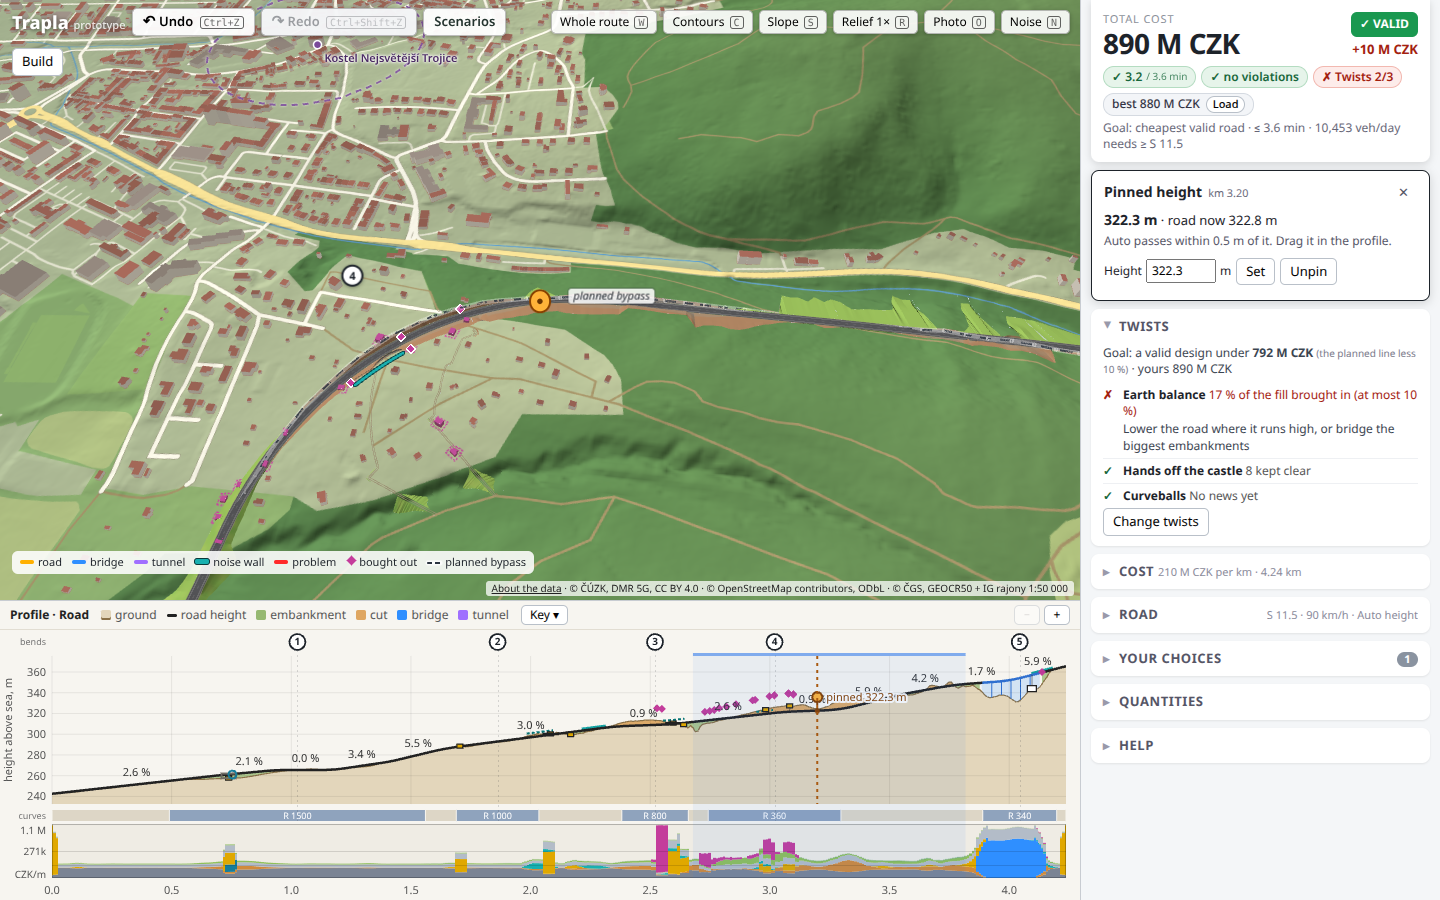 Trapla prototype
↶ Undo Ctrl+Z
↷ Redo Ctrl+Shift+Z
Scenarios
Whole route W
Contours C
Slope S
Relief 1× R
Photo O
Noise N
Build
Kostel Nejsvětější Trojice
4
planned bypass
road
bridge
tunnel
noise wall
problem
bought out
planned bypass
About the data · © ČÚZK, DMR 5G, CC BY 4.0 · © OpenStreetMap contributors, ODbL · © ČGS, GEOCR50 + IG rajony 1:50 000
Profile · Road
ground
road height
embankment
cut
bridge
tunnel
Key ▾
−
+
bends
1
2
3
4
5
height above sea, m
360
340
320
300
280
260
240
2.6 %
2.1 %
0.0 %
3.4 %
5.5 %
3.0 %
0.9 %
2.6 %
pinned 322.3 m
4.2 %
1.7 %
5.9 %
curves
R 1500
R 1000
R 800
R 360
R 340
1.1 M
271k
CZK/m
0.0
0.5
1.0
1.5
2.0
2.5
3.0
3.5
4.0
TOTAL COST
✓ VALID
890 M CZK
+10 M CZK
✓ 3.2 / 3.6 min
✓ no violations
✗ Twists 2/3
best 880 M CZK Load
Goal: cheapest valid road · ≤ 3.6 min · 10,453 veh/day
needs ≥ S 11.5
Pinned height km 3.20
✕
322.3 m · road now 322.8 m
Auto passes within 0.5 m of it. Drag it in the profile.
Height 322.3 m Set Unpin
▼ TWISTS
Goal: a valid design under 792 M CZK (the planned line less
10 %) · yours 890 M CZK
✗ Earth balance 17 % of the fill brought in (at most 10
%)
Lower the road where it runs high, or bridge the
biggest embankments
✓ Hands off the castle 8 kept clear
✓ Curveballs No news yet
Change twists
▶ COST 210 M CZK per km · 4.24 km
▶ ROAD S 11.5 · 90 km/h · Auto height
▶ YOUR CHOICES 1
▶ QUANTITIES
▶ HELP